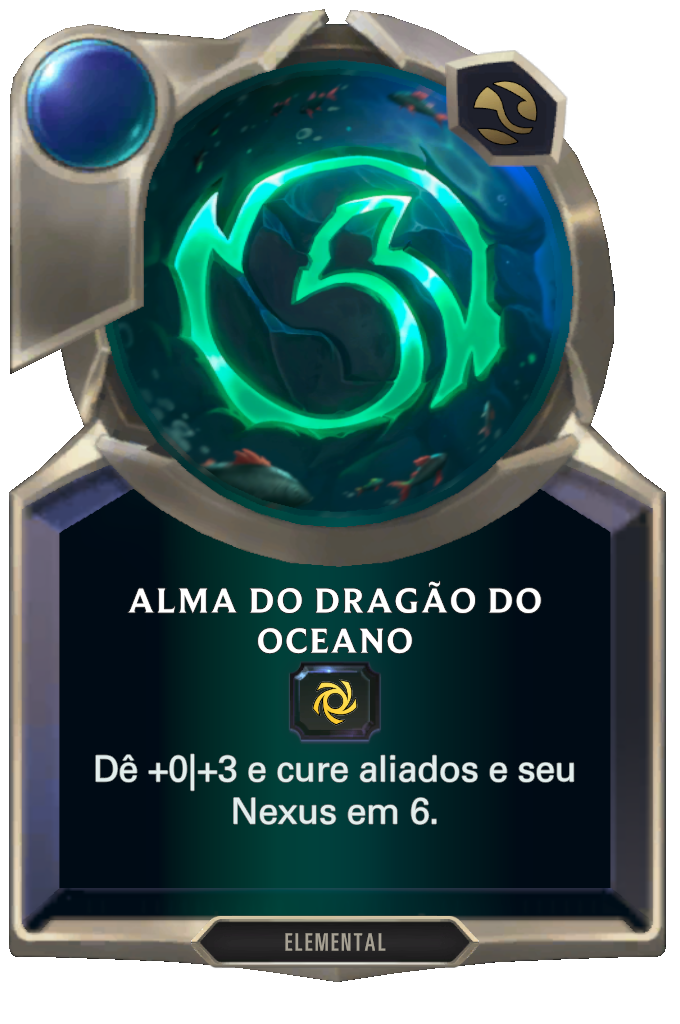 ALMA DO DRAGÃO DO
OCEANO
Dê +0|+3 e cure aliados e seu
Nexus em 6.
ELEMENTAL